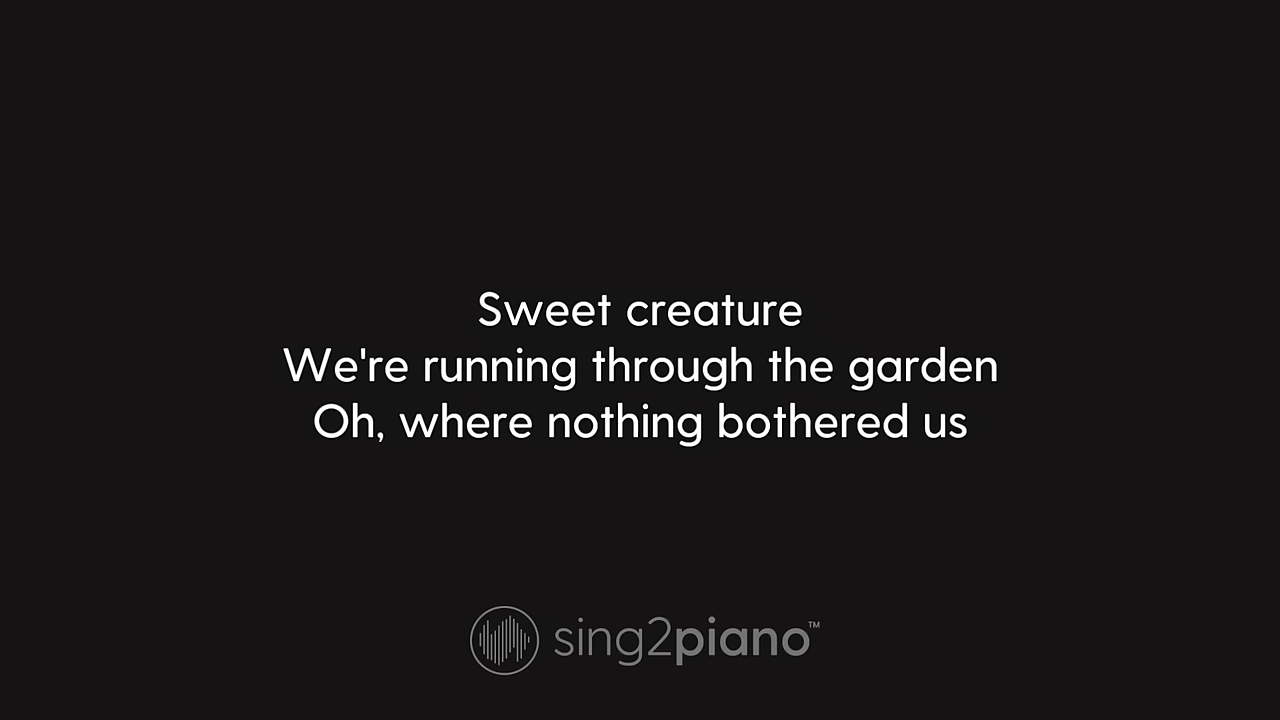 Sweet creature
We're running through the garden
Oh, where nothing bothered us
sing2piano™